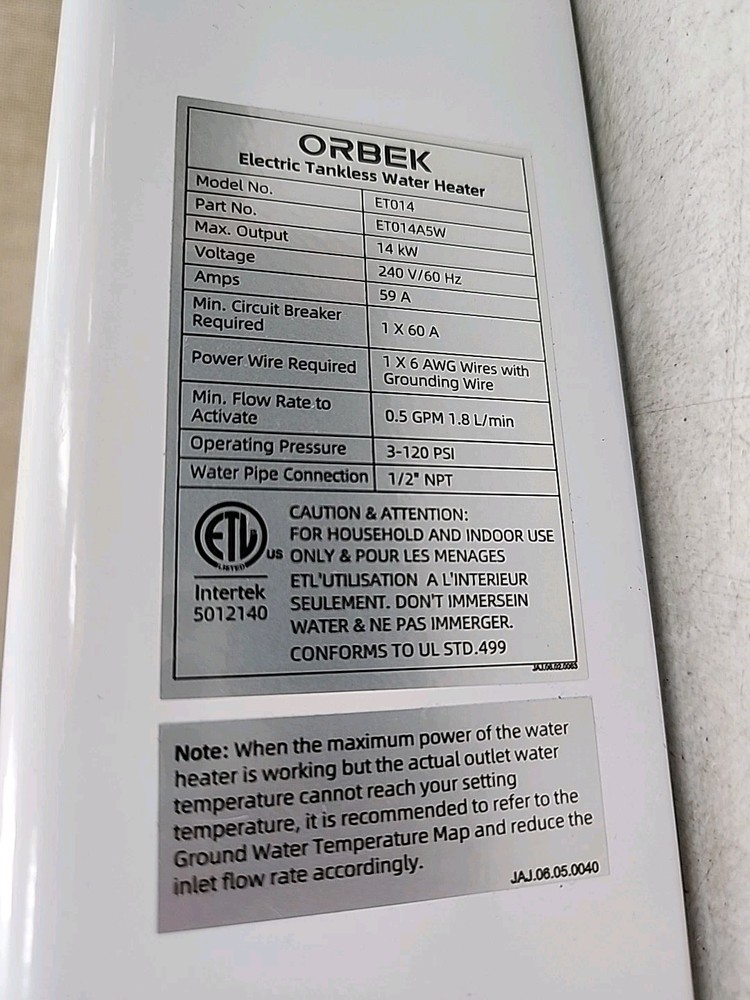 ORBEK
Electric Tankless Water Heater
Model No. ET014
Part No. ET014A5W
Max. Output 14 kW
Voltage 240 V/60 Hz
Amps 59 A
Min. Circuit Breaker
Required 1 X 60 A
Power Wire Required 1 X 6 AWG Wires with
Grounding Wire
Min. Flow Rate to
Activate 0.5 GPM 1.8 L/min
Operating Pressure 3-120 PSI
Water Pipe Connection 1/2" NPT
ETL
LISTED
US
Intertek
5012140
CAUTION & ATTENTION:
FOR HOUSEHOLD AND INDOOR USE
ONLY & POUR LES MENAGES
ETL'UTILISATION A L'INTERIEUR
SEULEMENT. DON'T IMMERSEIN
WATER & NE PAS IMMERGER.
CONFORMS TO UL STD.499
JAJ.06.02.0063
Note: When the maximum power of the water
heater is working but the actual outlet water
temperature cannot reach your setting
temperature, it is recommended to refer to the
Ground Water Temperature Map and reduce the
inlet flow rate accordingly.
JAJ.06.05.0040